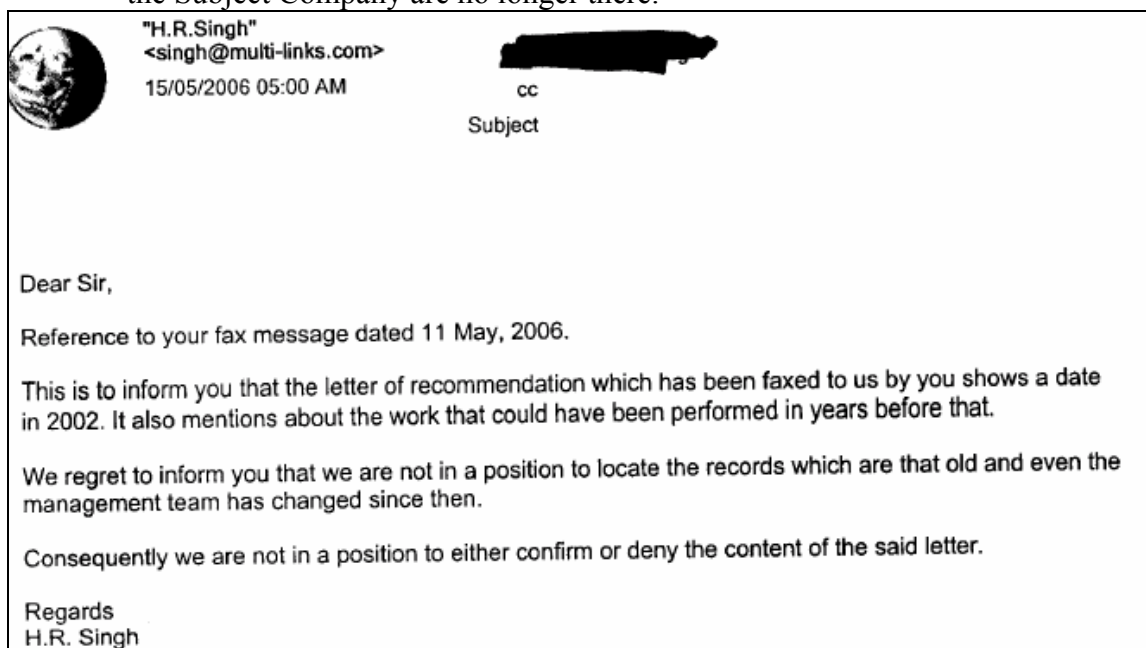 the Subject Company are no longer there.
"H.R.Singh"
<singh@multi-links.com>
15/05/2006 05:00 AM
cc
Subject
Dear Sir,
Reference to your fax message dated 11 May, 2006.
This is to inform you that the letter of recommendation which has been faxed to us by you shows a date
in 2002. It also mentions about the work that could have been performed in years before that.
We regret to inform you that we are not in a position to locate the records which are that old and even the
management team has changed since then.
Consequently we are not in a position to either confirm or deny the content of the said letter.
Regards
H.R. Singh